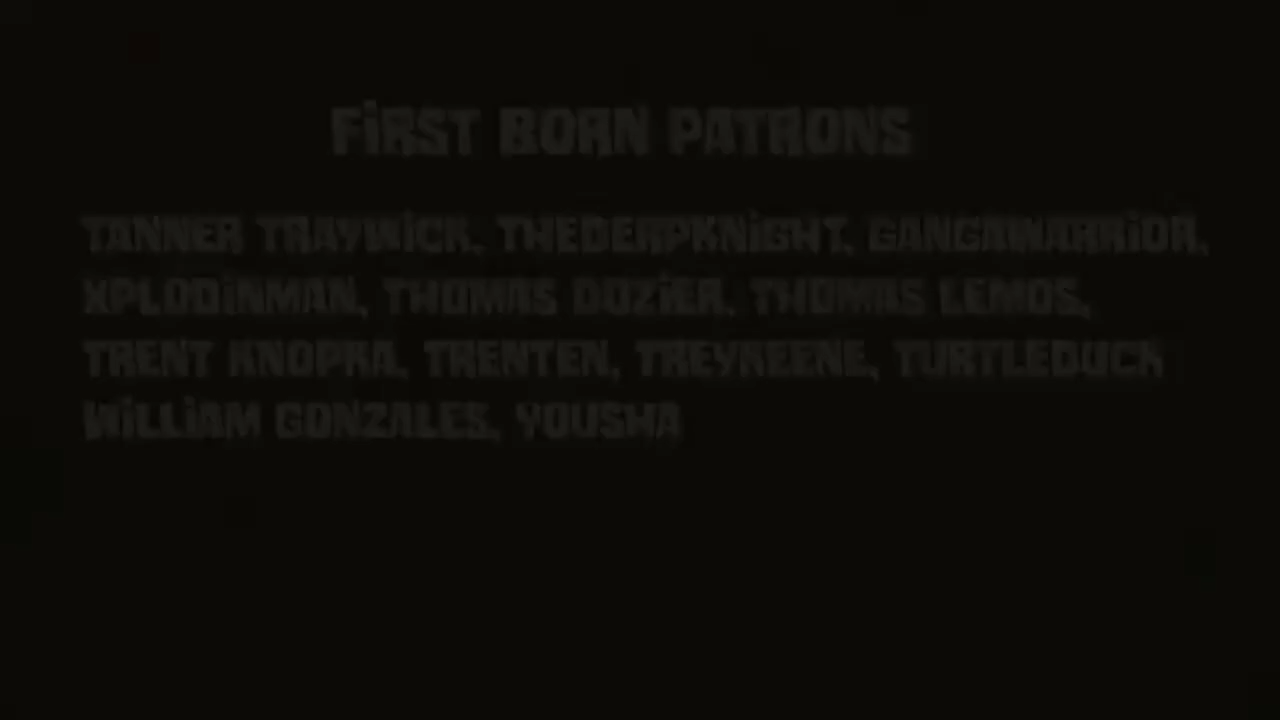 FiRST BORN PATRONS
TANNER TRAYWiCK, THEDERPKNiGHT, GANGAWARRiOR,
XPLODiNMAN, THOMAS DOZiER, THOMAS LEMOS,
TRENT KNOPKA, TRENTEN, TREYKEENE, TURTLEDUCK
WiLLiAM GONZALES, YOUSHA